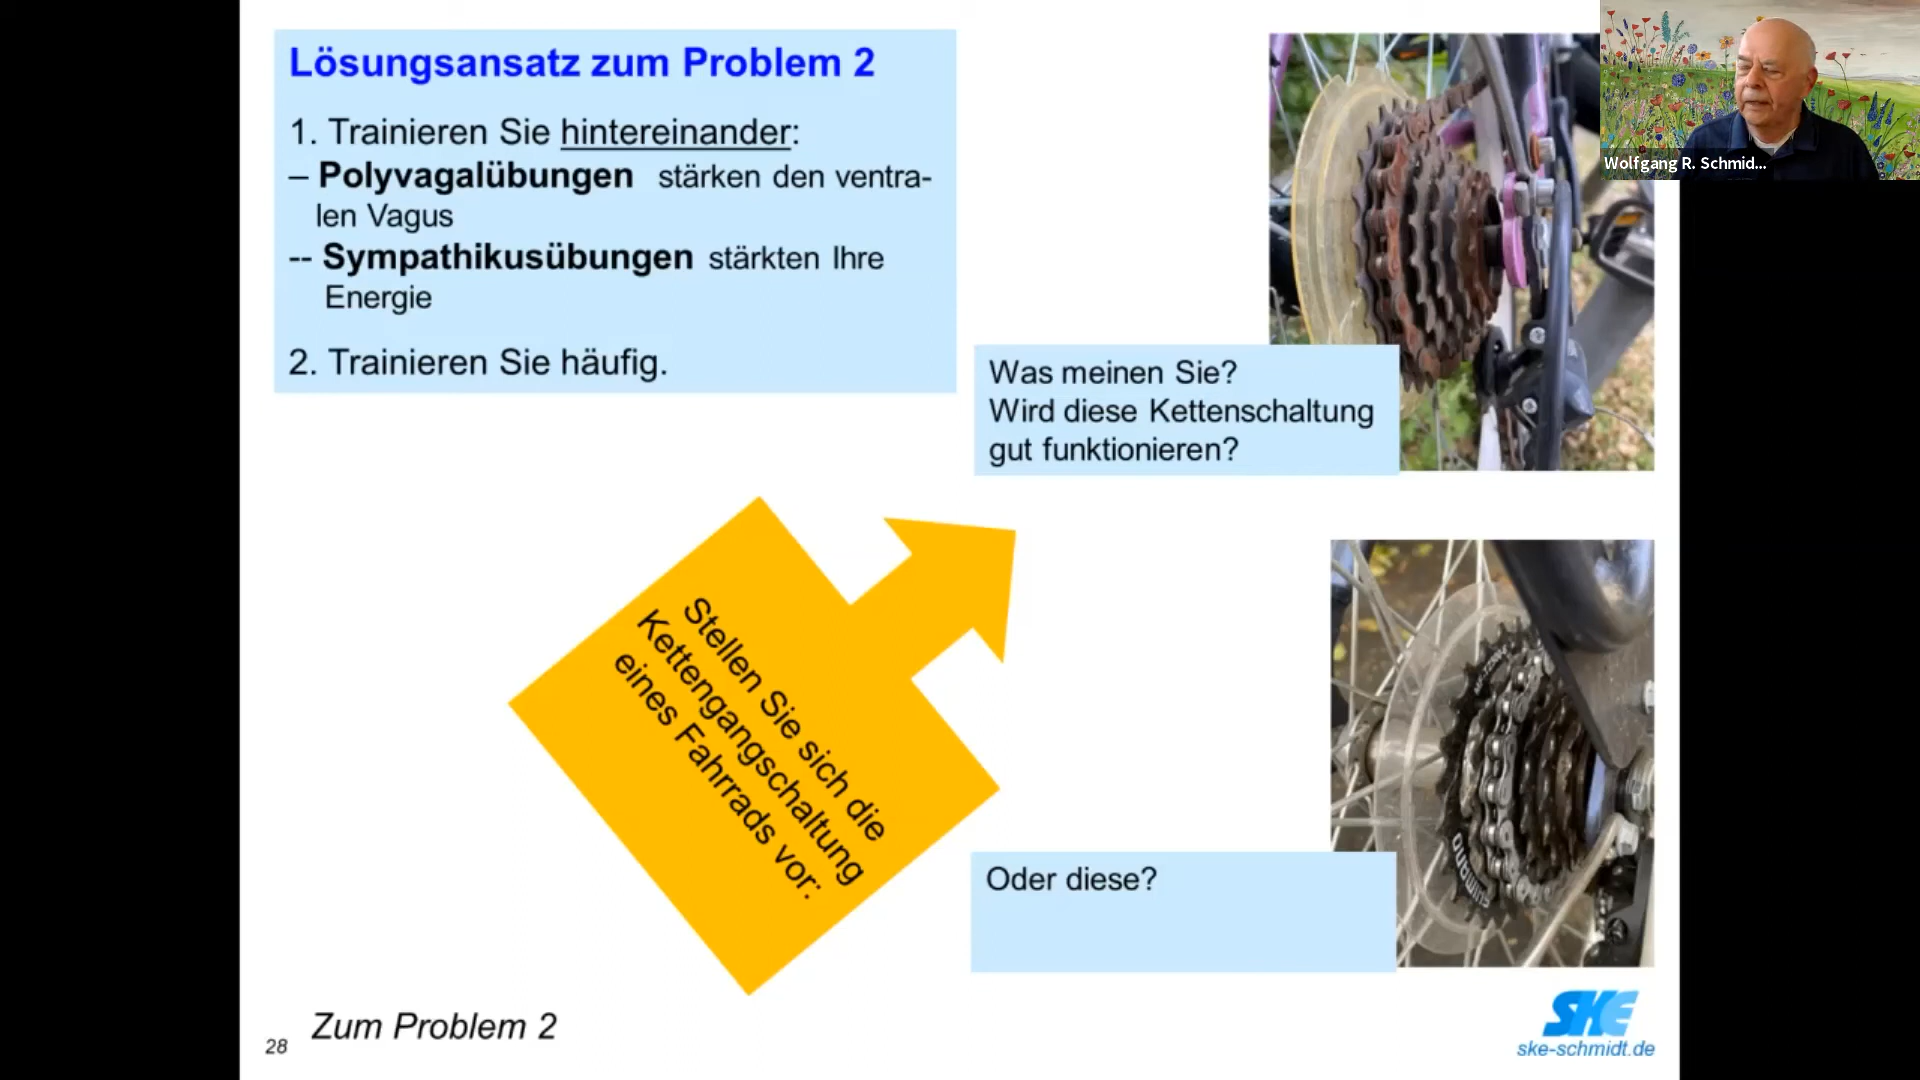 Lösungsansatz zum Problem 2
1. Trainieren Sie hintereinander:
– Polyvagalübungen stärken den ventra-
len Vagus
-- Sympathikusübungen stärkten Ihre
Energie
2. Trainieren Sie häufig.
Wolfgang R. Schmid...
Was meinen Sie?
Wird diese Kettenschaltung
gut funktionieren?
Stellen Sie sich die
Kettengangschaltung
eines Fahrrads vor:
Oder diese?
SHIMANO
Zum Problem 2
28
SKE
ske-schmidt.de